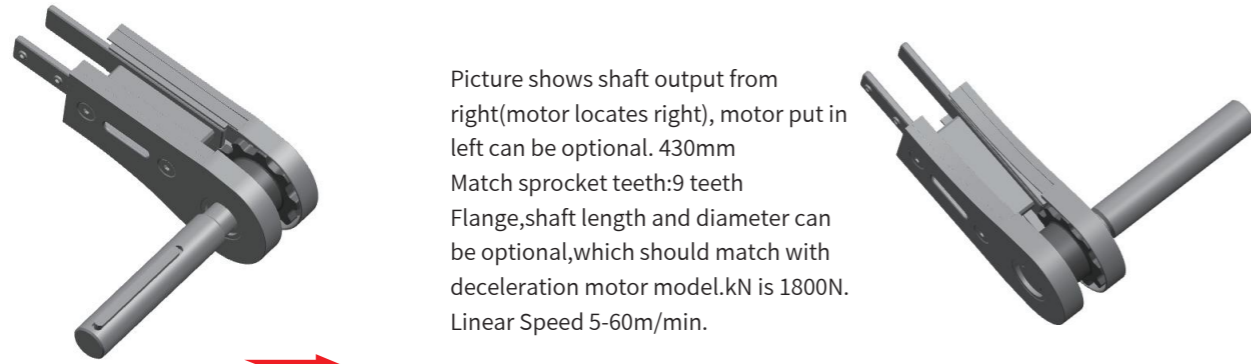 Picture shows shaft output from
right(motor locates right), motor put in
left can be optional. 430mm
Match sprocket teeth:9 teeth
Flange,shaft length and diameter can
be optional,which should match with
deceleration motor model.kN is 1800N.
Linear Speed 5-60m/min.